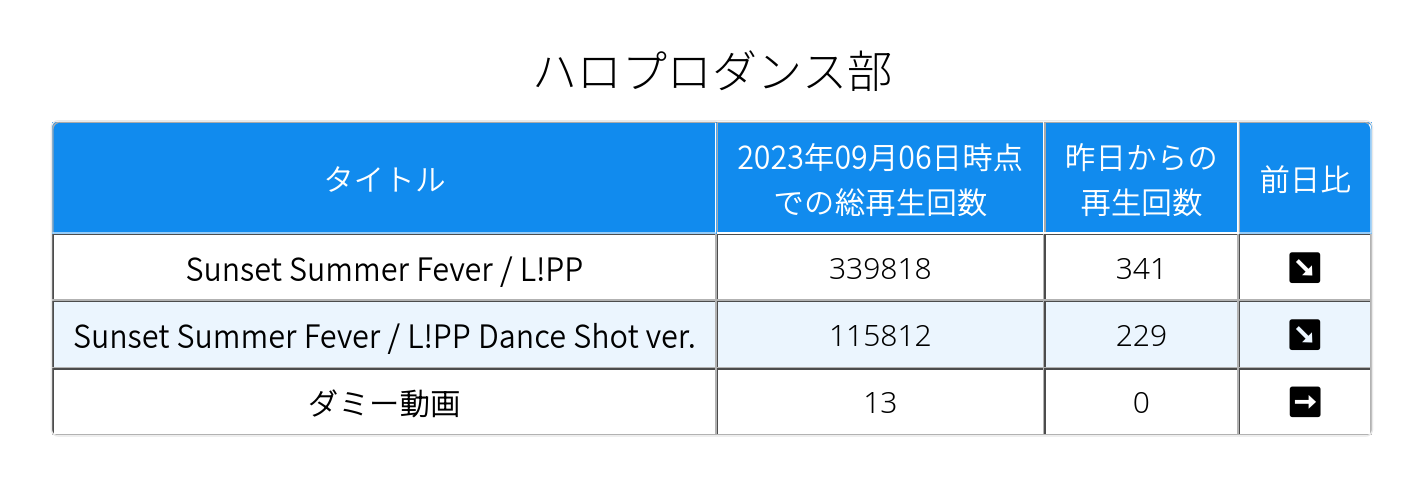 ハロプロダンス部
タイトル
2023年09月06日時点
での総再生回数
昨日からの
再生回数
前日比
Sunset Summer Fever / L!PP
339818
341
↘
Sunset Summer Fever / L!PP Dance Shot ver.
115812
229
↘
ダミー動画
13
0
→